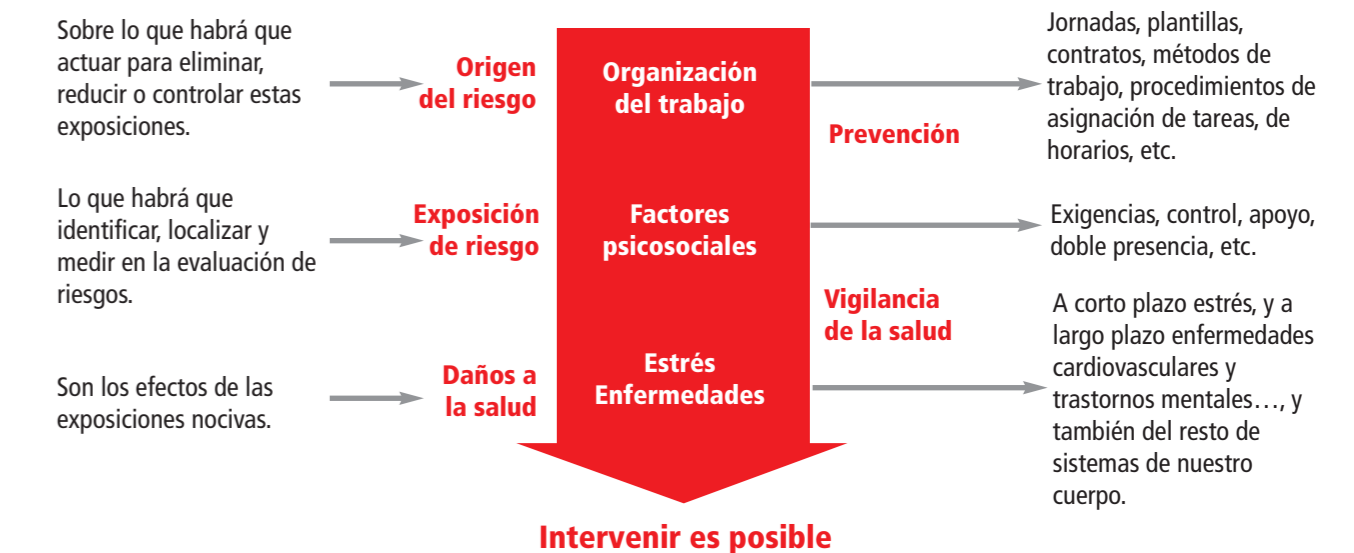 Sobre lo que habrá que
actuar para eliminar,
reducir o controlar estas
exposiciones.
Origen
del riesgo
Organización
del trabajo
Prevención
Jornadas, plantillas,
contratos, métodos de
trabajo, procedimientos de
asignación de tareas, de
horarios, etc.
Lo que habrá que
identificar, localizar y
medir en la evaluación de
riesgos.
Exposición
de riesgo
Factores
psicosociales
Exigencias, control, apoyo,
doble presencia, etc.
Vigilancia
de la salud
Son los efectos de las
exposiciones nocivas.
Daños a
la salud
Estrés
Enfermedades
A corto plazo estrés, y a
largo plazo enfermedades
cardiovasculares y
trastornos mentales…, y
también del resto de
sistemas de nuestro
cuerpo.
Intervenir es posible